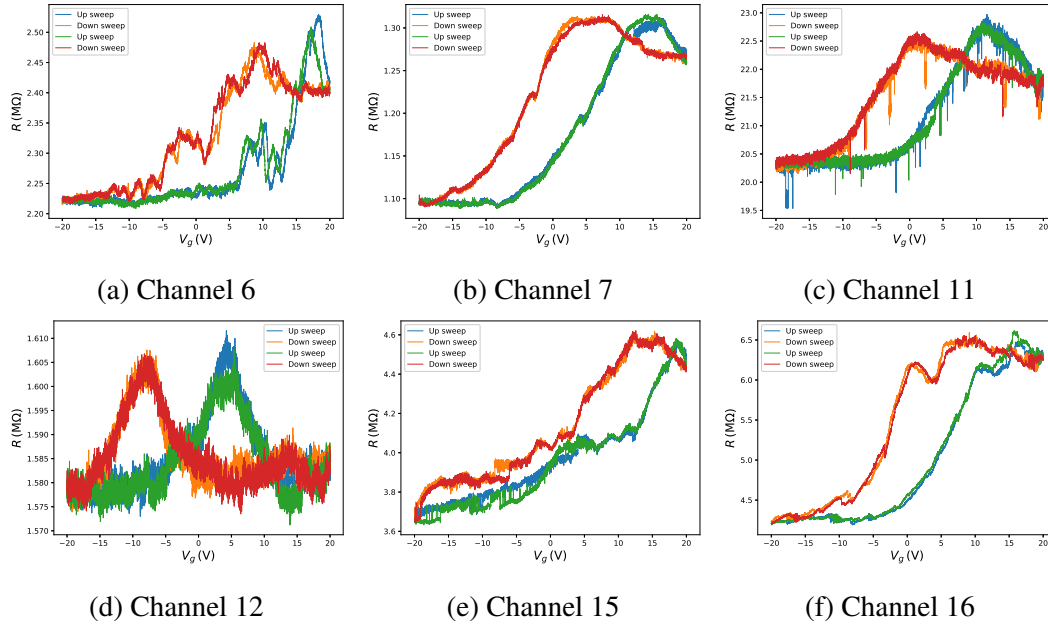 Up sweep
Down sweep
Up sweep
Down sweep
2.50
2.45
2.40
2.35
2.30
2.25
2.20
R (MΩ)
−20 −15 −10 −5 0 5 10 15 20
Vg (V)
(a) Channel 6
Up sweep
Down sweep
Up sweep
Down sweep
1.30
1.25
1.20
1.15
1.10
R (MΩ)
−20 −15 −10 −5 0 5 10 15 20
Vg (V)
(b) Channel 7
Up sweep
Down sweep
Up sweep
Down sweep
23.0
22.5
22.0
21.5
21.0
20.5
20.0
19.5
R (MΩ)
−20 −15 −10 −5 0 5 10 15 20
Vg (V)
(c) Channel 11
Up sweep
Down sweep
Up sweep
Down sweep
1.610
1.605
1.600
1.595
1.590
1.585
1.580
1.575
1.570
R (MΩ)
−20 −15 −10 −5 0 5 10 15 20
Vg (V)
(d) Channel 12
Up sweep
Down sweep
Up sweep
Down sweep
4.6
4.4
4.2
4.0
3.8
3.6
R (MΩ)
−20 −15 −10 −5 0 5 10 15 20
Vg (V)
(e) Channel 15
Up sweep
Down sweep
Up sweep
Down sweep
6.5
6.0
5.5
5.0
4.5
R (MΩ)
−20 −15 −10 −5 0 5 10 15 20
Vg (V)
(f) Channel 16